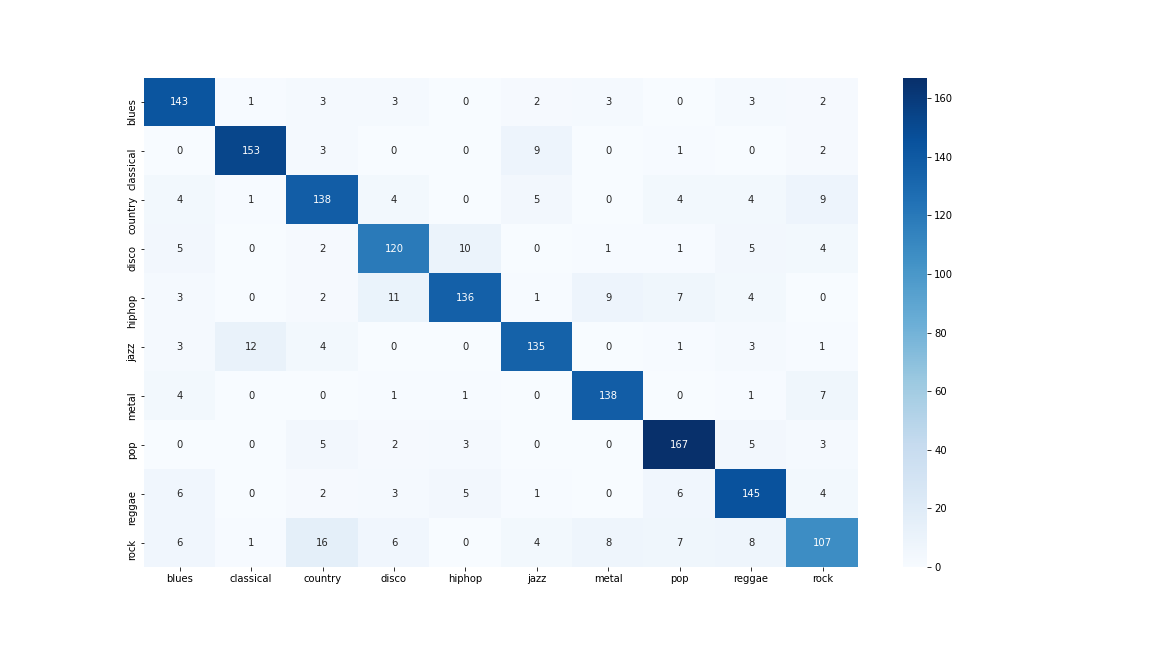 blues 143 1 3 3 0 2 3 0 3 2
classical 0 153 3 0 0 9 0 1 0 2
country 4 1 138 4 0 5 0 4 4 9
disco 5 0 2 120 10 0 1 1 5 4
hiphop 3 0 2 11 136 1 9 7 4 0
jazz 3 12 4 0 0 135 0 1 3 1
metal 4 0 0 1 1 0 138 0 1 7
pop 0 0 5 2 3 0 0 167 5 3
reggae 6 0 2 3 5 1 0 6 145 4
rock 6 1 16 6 0 4 8 7 8 107
blues classical country disco hiphop jazz metal pop reggae rock
160
140
120
100
80
60
40
20
0